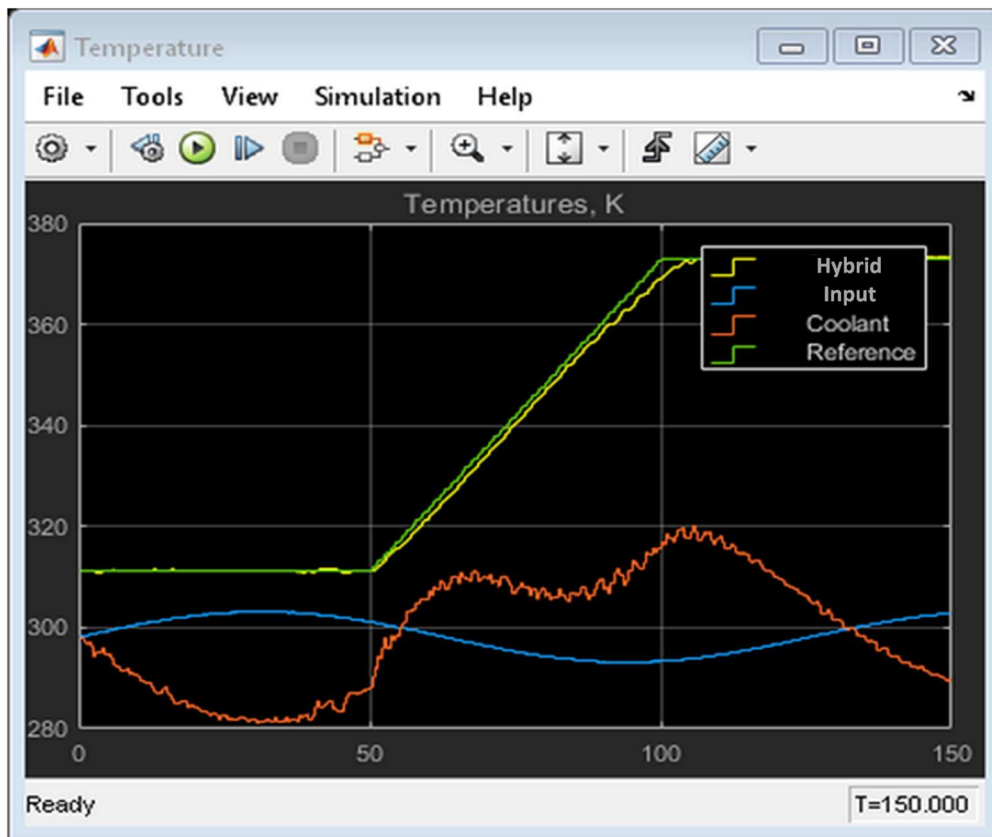 Temperature
File Tools View Simulation Help
Temperatures, K
380
360
340
320
300
280
0 50 100 150
Hybrid
Input
Coolant
Reference
Ready T=150.000